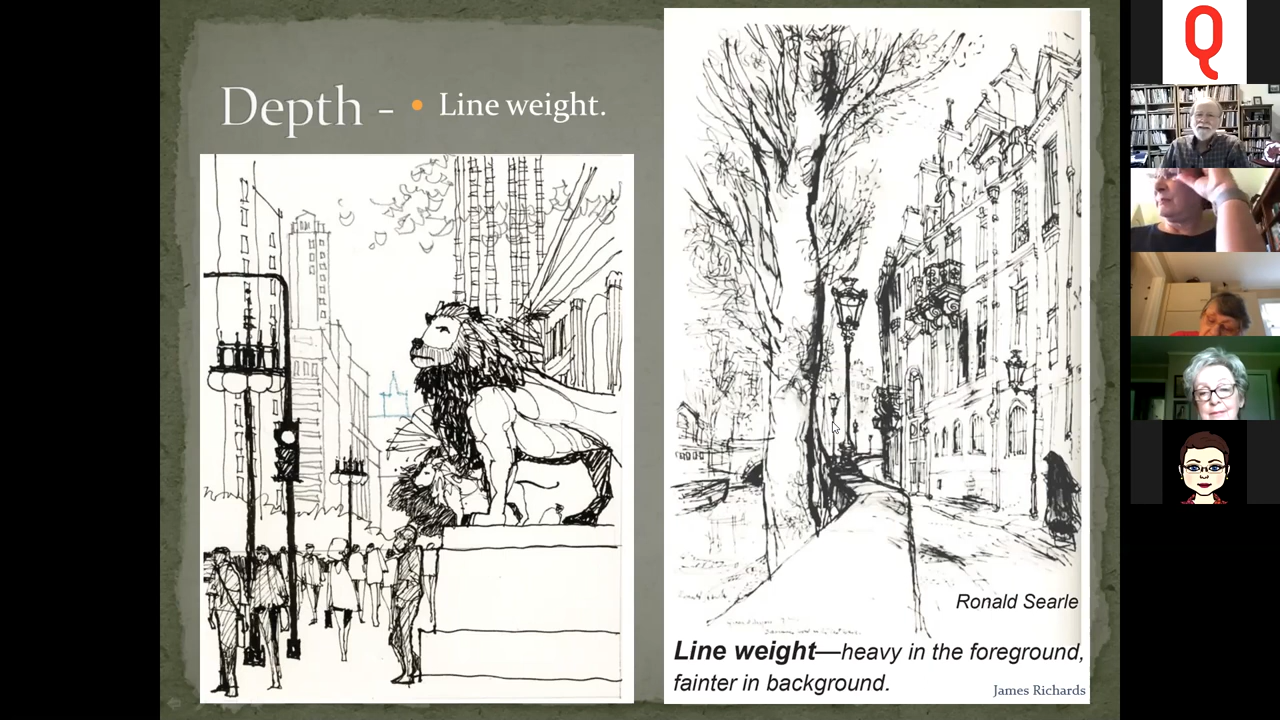 Depth - • Line weight.
Q
Ronald Searle
Line weight—heavy in the foreground,
fainter in background.
James Richards